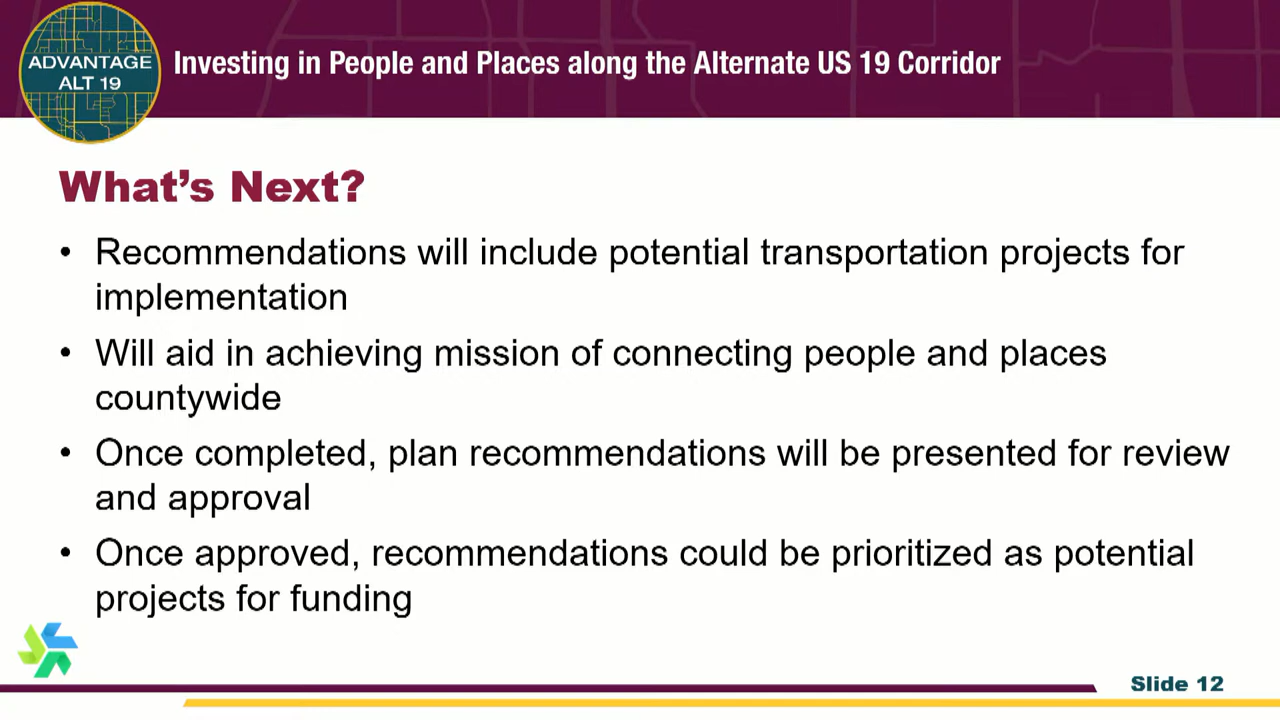 ADVANTAGE
ALT 19
Investing in People and Places along the Alternate US 19 Corridor
What's Next?
• Recommendations will include potential transportation projects for
implementation
• Will aid in achieving mission of connecting people and places
countywide
• Once completed, plan recommendations will be presented for review
and approval
• Once approved, recommendations could be prioritized as potential
projects for funding
Slide 12